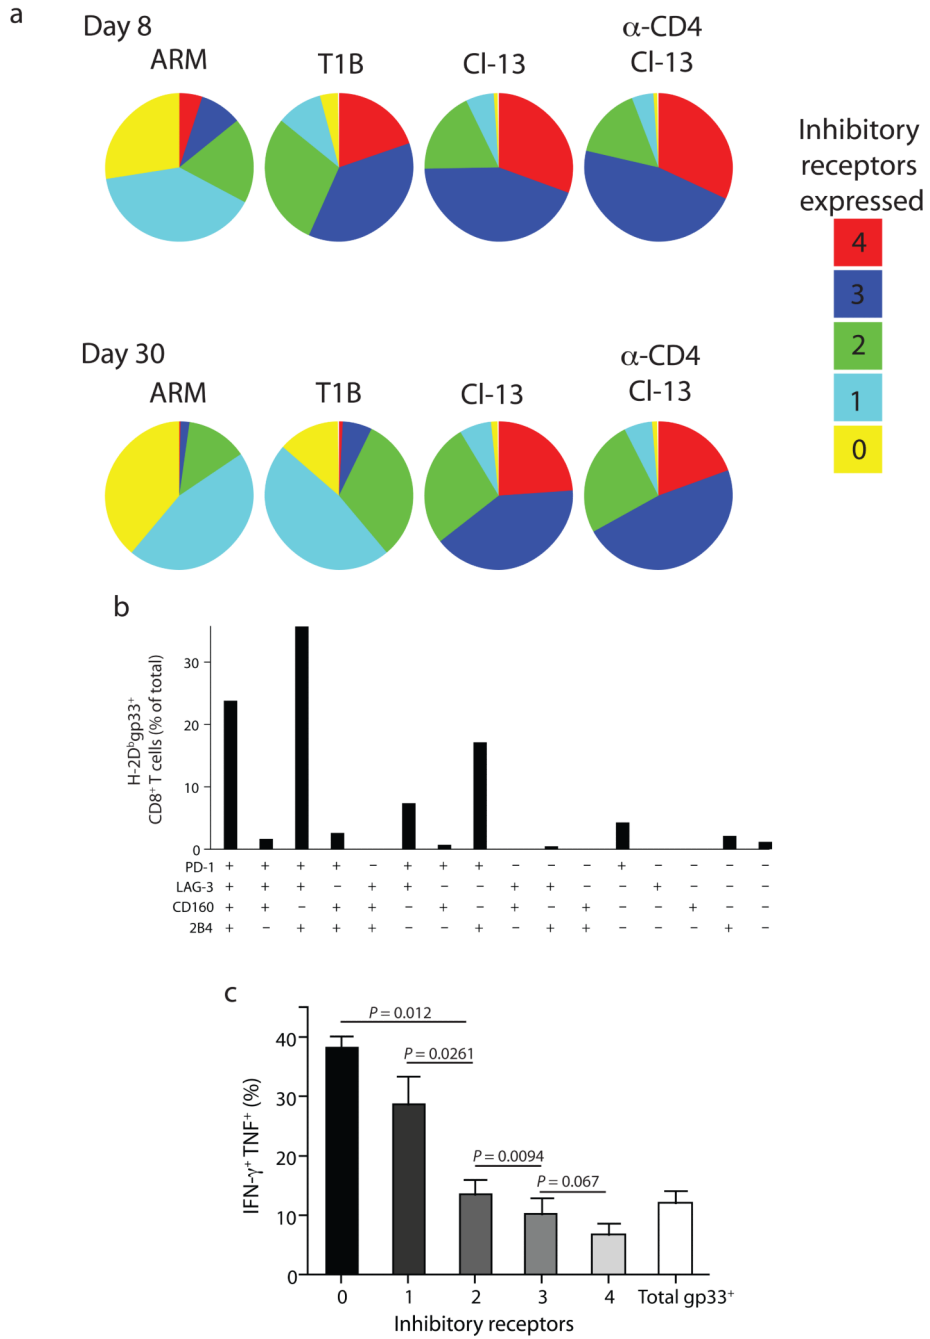 a
Day 8
ARM
T1B
Cl-13
α-CD4
Cl-13
Inhibitory
receptors
expressed
4
3
2
1
0
Day 30
ARM
T1B
Cl-13
α-CD4
Cl-13
b
H-2Dᵇgp33⁺
CD8⁺ T cells (% of total)
30
20
10
0
PD-1 + + + + – + + + – – – + – – – –
LAG-3 + + + – + + – – + + – – + – – –
CD160 + + – + + – + – + – + – – + – –
2B4 + – + + + – – + – + + – – – + –
c
IFN-γ⁺ TNF⁺ (%)
40
30
20
10
0
P = 0.012
P = 0.0261
P = 0.0094
P = 0.067
0 1 2 3 4 Total gp33⁺
Inhibitory receptors